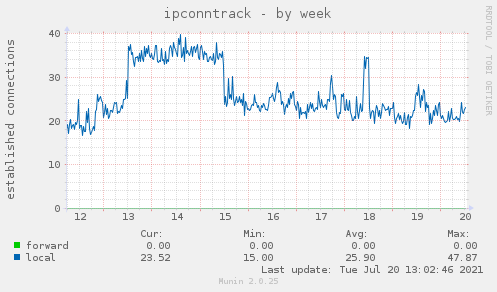 ipconntrack - by week
RRDTOOL / TOBI OETIKER
established connections
40
30
20
10
0
12 13 14 15 16 17 18 19 20
Cur: Min: Avg: Max:
forward 0.00 0.00 0.00 0.00
local 23.52 15.00 25.90 47.87
Last update: Tue Jul 20 13:02:46 2021
Munin 2.0.25